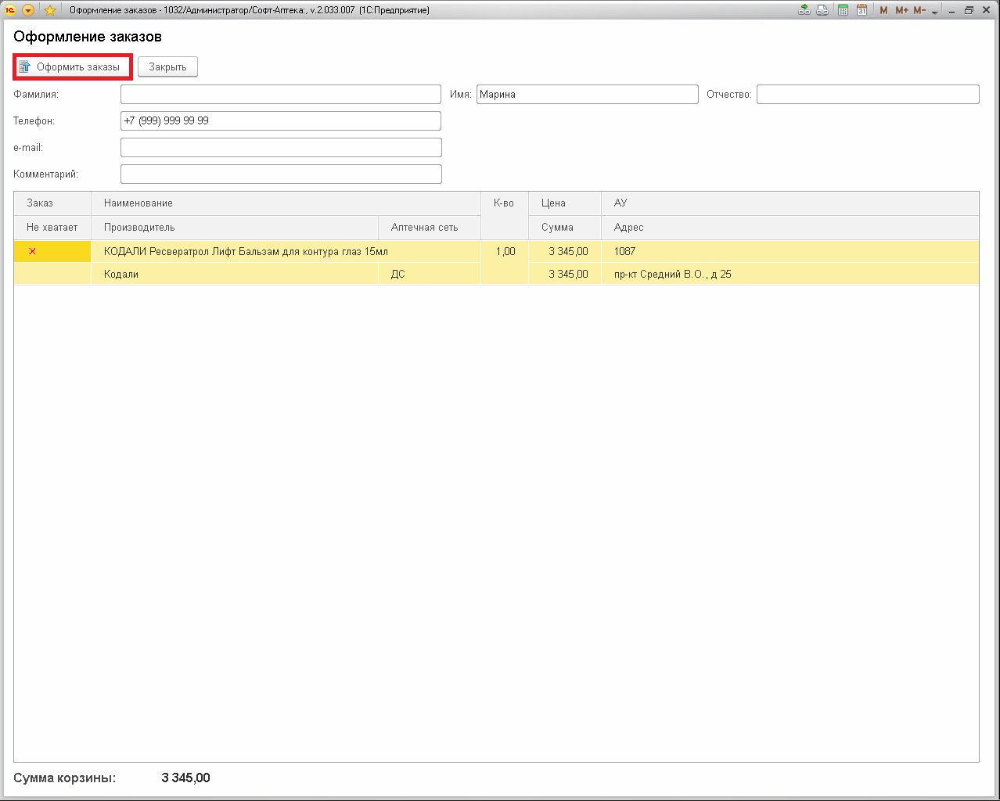 1С Оформление заказов - 1032/Администратор/Софт-Аптека:, v.2.033.007 (1С:Предприятие) 31 M M+ M-
Оформление заказов
Оформить заказы Закрыть
Фамилия: Имя: Марина Отчество:
Телефон: +7 (999) 999 99 99
e-mail:
Комментарий:
Заказ Наименование К-во Цена АУ
Не хватает Производитель Аптечная сеть Сумма Адрес
КОДАЛИ Ресвератрол Лифт Бальзам для контура глаз 15мл 1,00 3 345,00 1087
Кодали ДС 3 345,00 пр-кт Средний В.О., д 25
Сумма корзины: 3 345,00